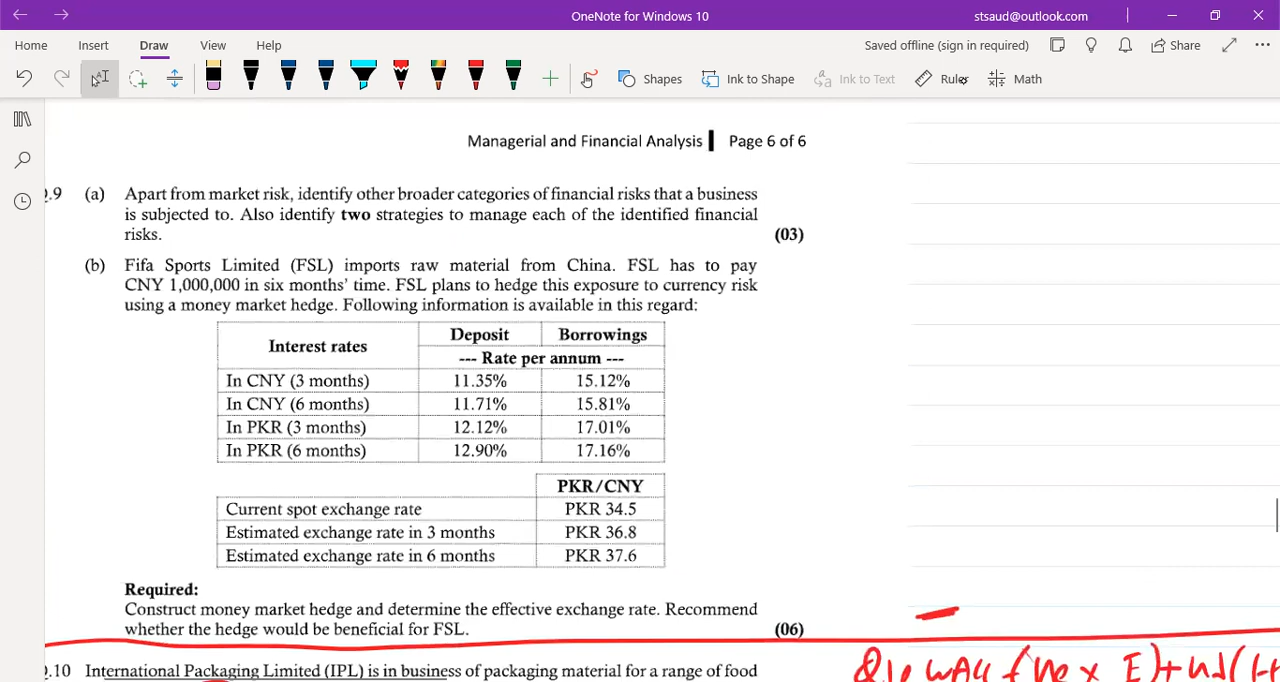 OneNote for Windows 10
stsaud@outlook.com
Home Insert Draw View Help
Saved offline (sign in required) Share
Shapes Ink to Shape Ink to Text Ruler Math
Managerial and Financial Analysis | Page 6 of 6
.9 (a) Apart from market risk, identify other broader categories of financial risks that a business
is subjected to. Also identify two strategies to manage each of the identified financial
risks. (03)
(b) Fifa Sports Limited (FSL) imports raw material from China. FSL has to pay
CNY 1,000,000 in six months' time. FSL plans to hedge this exposure to currency risk
using a money market hedge. Following information is available in this regard:
Interest rates Deposit Borrowings
--- Rate per annum ---
In CNY (3 months) 11.35% 15.12%
In CNY (6 months) 11.71% 15.81%
In PKR (3 months) 12.12% 17.01%
In PKR (6 months) 12.90% 17.16%
PKR/CNY
Current spot exchange rate PKR 34.5
Estimated exchange rate in 3 months PKR 36.8
Estimated exchange rate in 6 months PKR 37.6
Required:
Construct money market hedge and determine the effective exchange rate. Recommend
whether the hedge would be beneficial for FSL. (06)
.10 International Packaging Limited (IPL) is in business of packaging material for a range of food